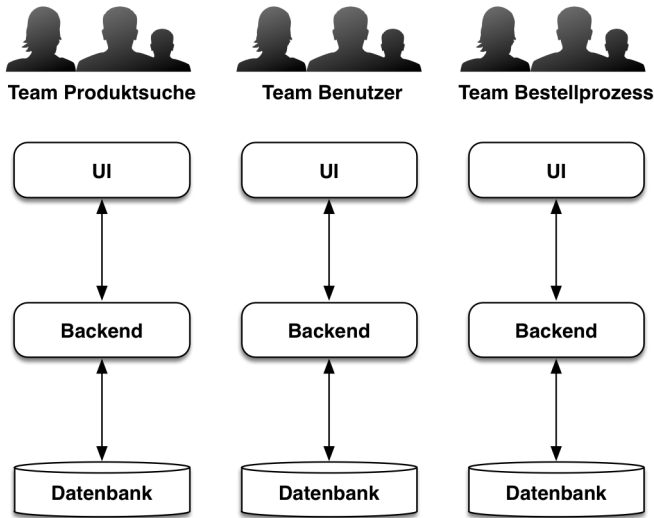 Team Produktsuche
Team Benutzer
Team Bestellprozess
UI
UI
UI
Backend
Backend
Backend
Datenbank
Datenbank
Datenbank